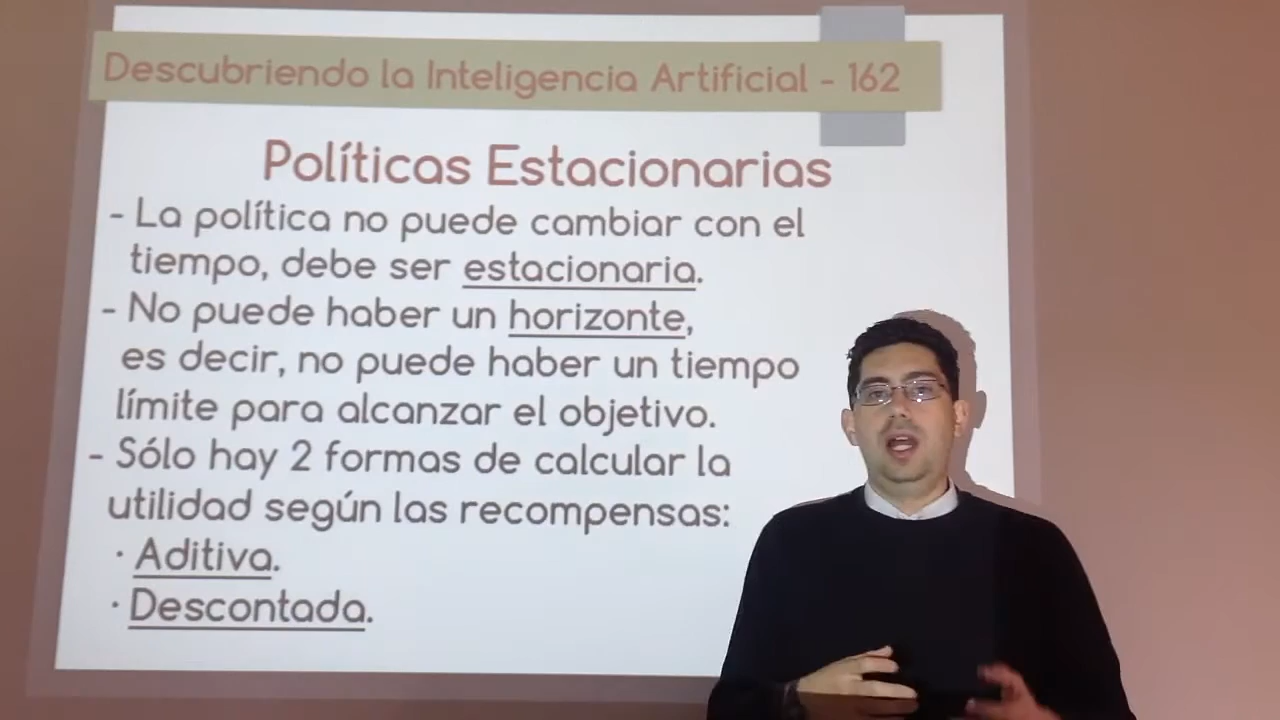 Descubriendo la Inteligencia Artificial - 162
Políticas Estacionarias
- La política no puede cambiar con el
tiempo, debe ser estacionaria.
- No puede haber un horizonte,
es decir, no puede haber un tiempo
límite para alcanzar el objetivo.
- Sólo hay 2 formas de calcular la
utilidad según las recompensas:
· Aditiva.
· Descontada.